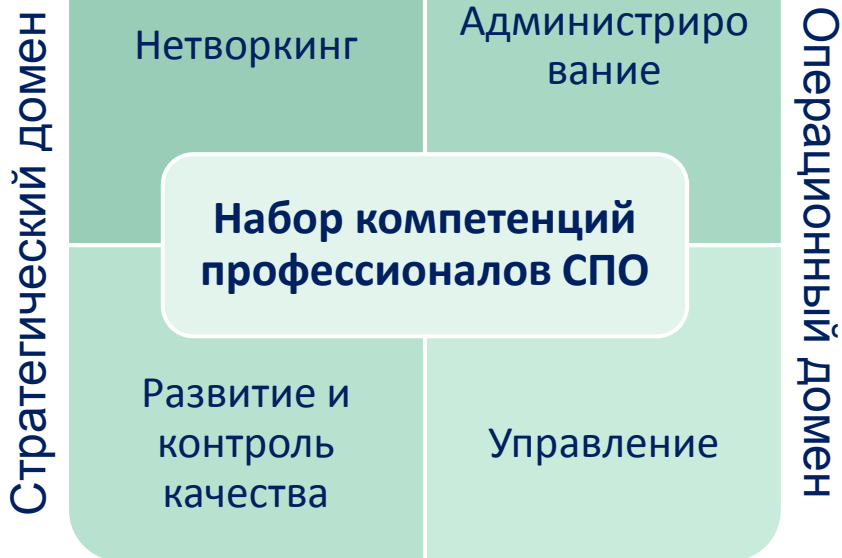 Стратегический домен
Нетворкинг
Администриро
вание
Набор компетенций
профессионалов СПО
Развитие и
контроль
качества
Управление
Операционный домен